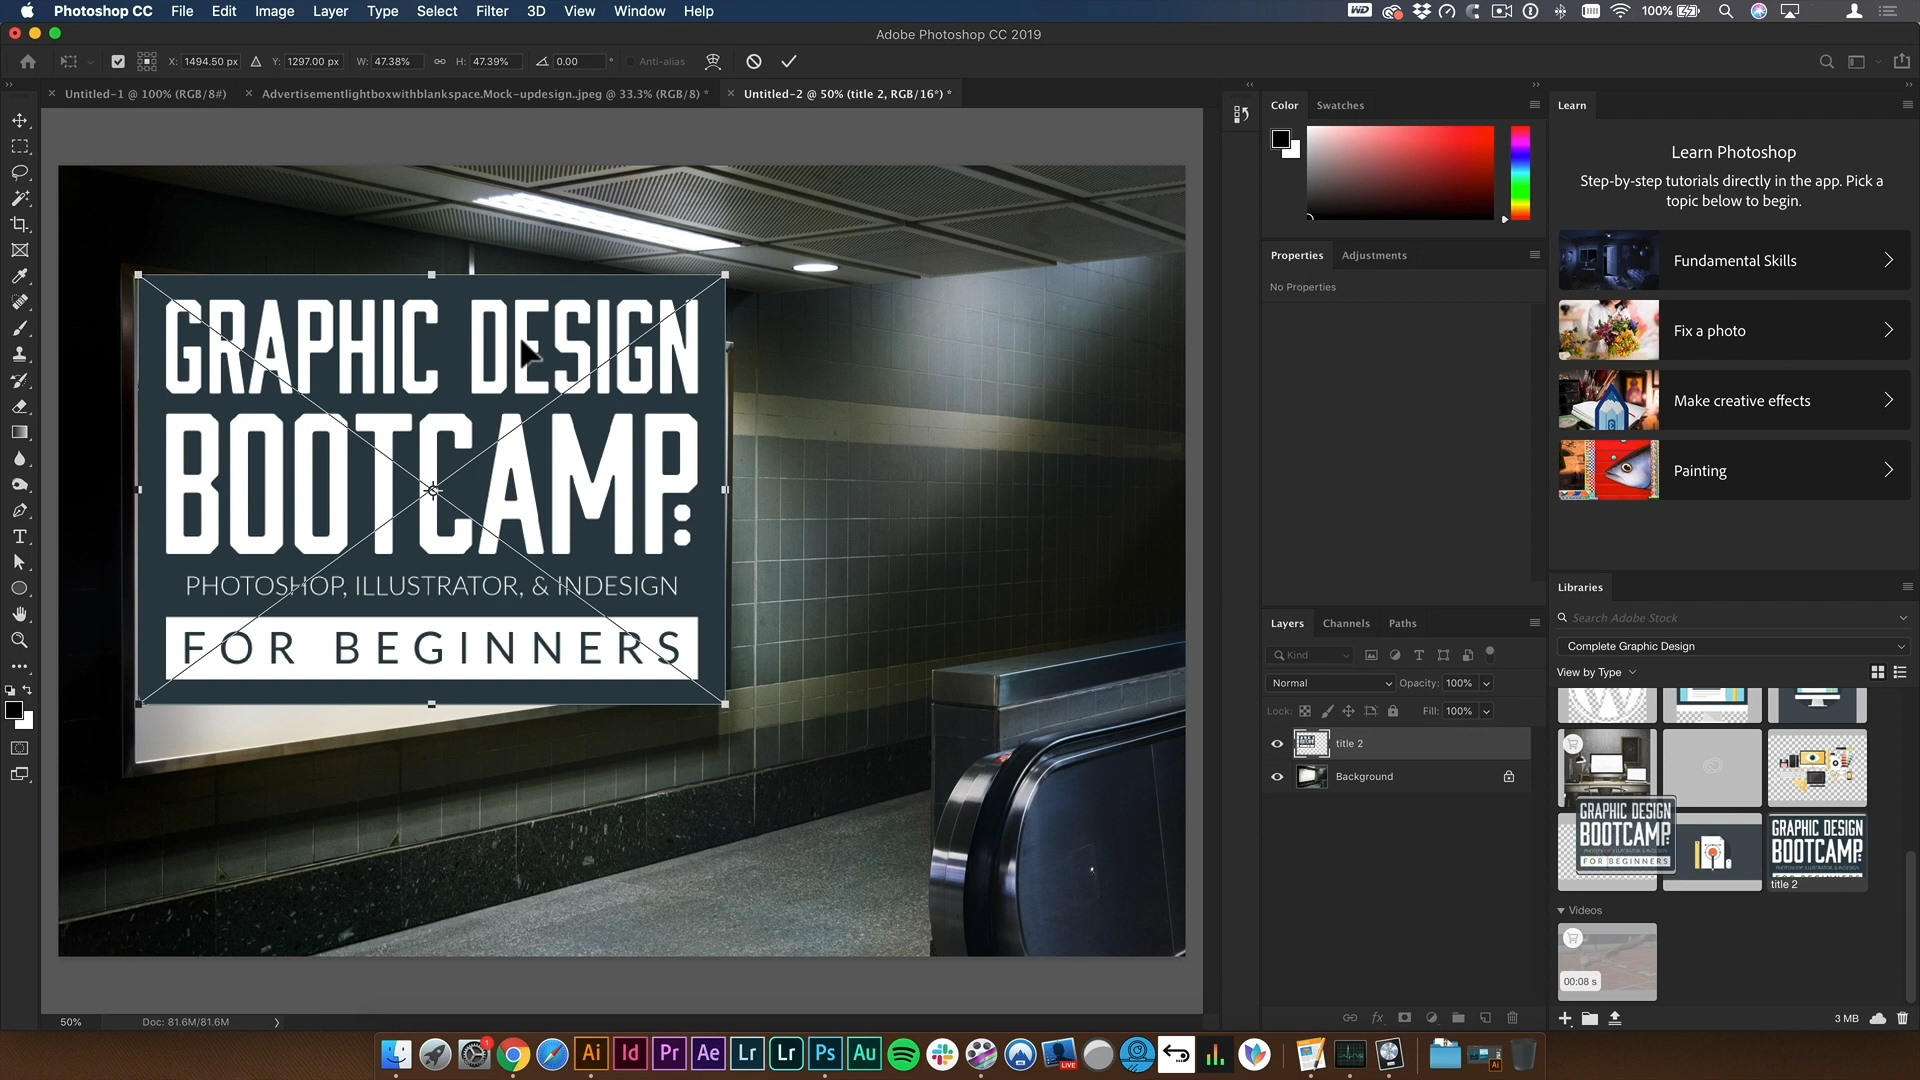 Photoshop CC File Edit Image Layer Type Select Filter 3D View Window Help
100%
Adobe Photoshop CC 2019
X: 1494.50 px Y: 1297.00 px W: 47.38% H: 47.39% 0.00 ° Anti-alias
Untitled-1 @ 100% (RGB/8#)
Advertisementlightboxwithblankspace.Mock-updesign..jpeg @ 33.3% (RGB/8) *
Untitled-2 @ 50% (title 2, RGB/16*) *
GRAPHIC DESIGN
BOOTCAMP:
PHOTOSHOP, ILLUSTRATOR, & INDESIGN
FOR BEGINNERS
50% Doc: 81.6M/81.6M
Color Swatches
Properties Adjustments
No Properties
Layers Channels Paths
Kind
Normal Opacity: 100%
Lock: Fill: 100%
title 2
Background
Learn
Learn Photoshop
Step-by-step tutorials directly in the app. Pick a
topic below to begin.
Fundamental Skills
Fix a photo
Make creative effects
Painting
Libraries
Search Adobe Stock
Complete Graphic Design
View by Type
GRAPHIC DESIGN
BOOTCAMP:
FOR BEGINNERS
GRAPHIC DESIGN
BOOTCAMP:
title 2
Videos
00:08 s
3 MB
WD
1
Ai Id Pr Ae Lr Lr Ps Au
LIVE
Ai